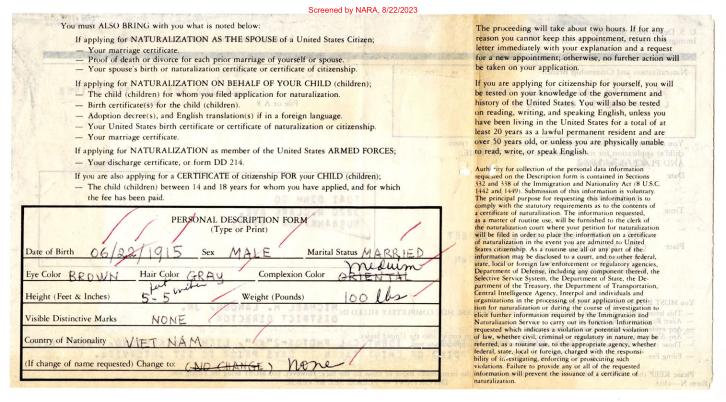 Screened by NARA, 8/22/2023
You must ALSO BRING with you what is noted below:
If applying for NATURALIZATION AS THE SPOUSE of a United States Citizen;
— Your marriage certificate.
— Proof of death or divorce for each prior marriage of yourself or spouse.
— Your spouse's birth or naturalization certificate or certificate of citizenship.
If applying for NATURALIZATION ON BEHALF OF YOUR CHILD (children);
— The child (children) for whom you filed application for naturalization.
— Birth certificate(s) for the child (children).
— Adoption decree(s), and English translation(s) if in a foreign language.
— Your United States birth certificate or certificate of naturalization or citizenship.
— Your marriage certificate.
If applying for NATURALIZATION as member of the United States ARMED FORCES;
— Your discharge certificate, or form DD 214.
If you are also applying for a CERTIFICATE of citizenship FOR your CHILD (children);
— The child (children) between 14 and 18 years for whom you have applied, and for which
the fee has been paid.
PERSONAL DESCRIPTION FORM
(Type or Print)
Date of Birth 06/22/1915 Sex MALE Marital Status MARRIED
Eye Color BROWN Hair Color GRAY Complexion Color ORIENTAL medium
Height (Feet & Inches) 5-5 Weight (Pounds) 100 lbs
Visible Distinctive Marks NONE
Country of Nationality VIET NAM
(If change of name requested) Change to: (NO CHANGE) None
The proceeding will take about two hours. If for any
reason you cannot keep this appointment, return this
letter immediately with your explanation and a request
for a new appointment; otherwise, no further action will
be taken on your application.
If you are applying for citizenship for yourself, you will
be tested on your knowledge of the government and
history of the United States. You will also be tested
on reading, writing, and speaking English, unless you
have been living in the United States for a total of at
least 20 years as a lawful permanent resident and are
over 50 years old, or unless you are physically unable
to read, write, or speak English.
Authority for collection of the personal data information
requested on the Description form is contained in Sections
332 and 338 of the Immigration and Nationality Act (8 U.S.C.
1442 and 1449). Submission of this information is voluntary.
The principal purpose for requesting this information is to
comply with the statutory requirements as to the contents of
a certificate of naturalization. The information requested,
as a matter of routine use, will be furnished to the clerk of
the naturalization court where your petition for naturalization
will be filed in order to place the information on a certificate
of naturalization in the event you are admitted to United
States citizenship. As a routine use all or any part of the
information may be disclosed to a court, and to other federal,
state, local or foreign law enforcement or regulatory agencies,
Department of Defense, including any component thereof, the
Selective Service System, the Department of State, the De-
partment of the Treasury, the Department of Transportation,
Central Intelligence Agency, Interpol and individuals and
organizations in the processing of your application or peti-
tion for naturalization or during the course of investigation to
elicit further information required by the Immigration and
Naturalization Service to carry out its function. Information
requested which indicates a violation or potential violation
of law, whether civil, criminal or regulatory in nature, may be
referred, as a routine use, to the appropriate agency, whether
federal, state, local or foreign, charged with the responsi-
bility of investigating, enforcing or prosecuting such
violations. Failure to provide any or all of the requested
information will prevent the issuance of a certificate of
naturalization.